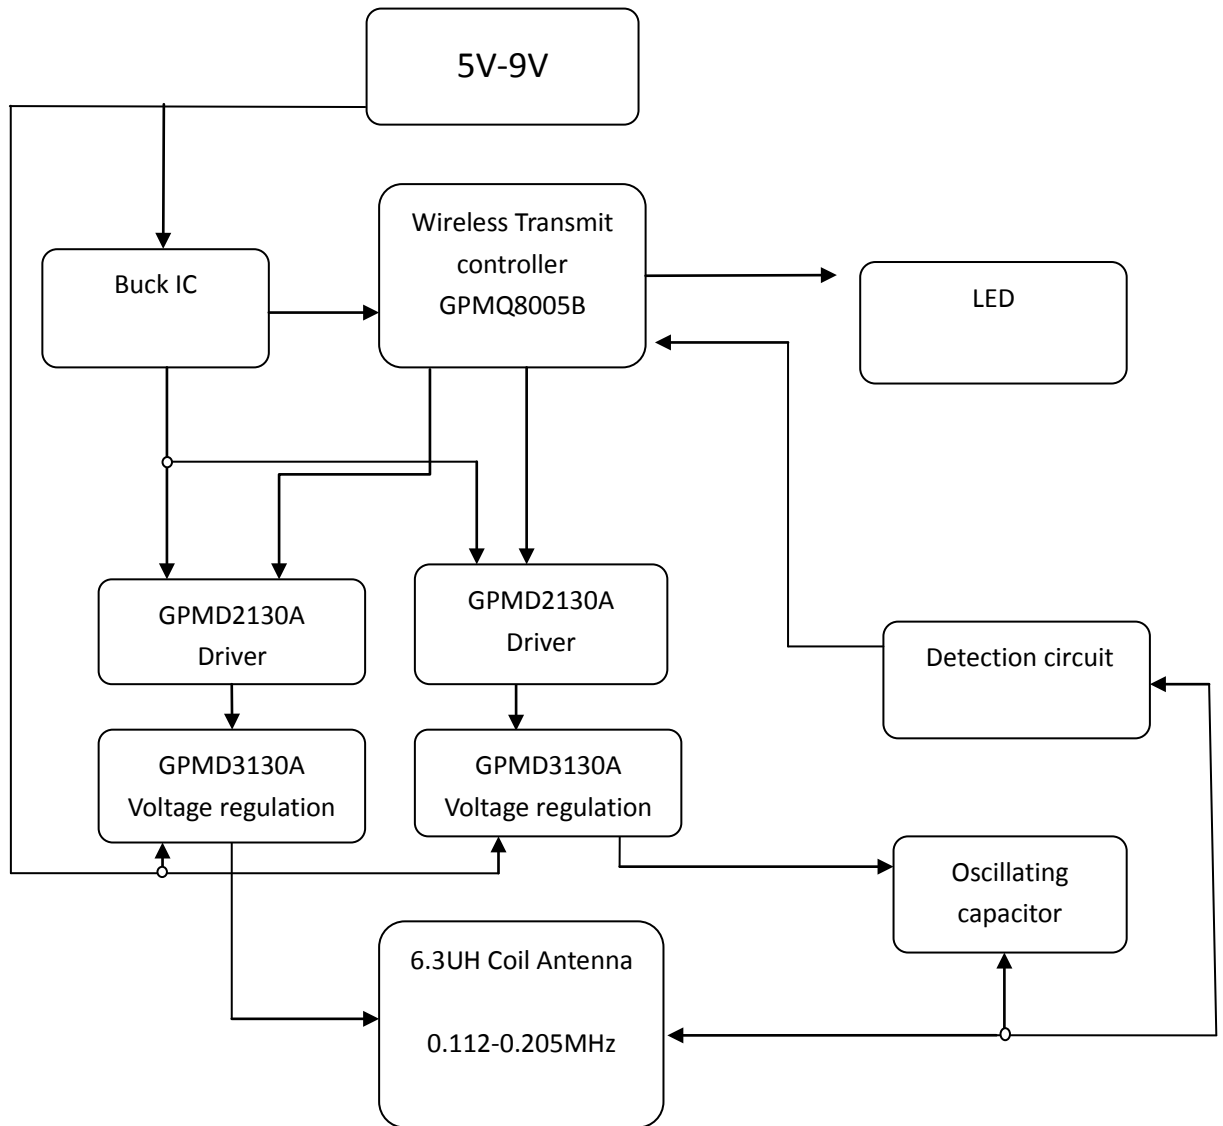 5V-9V
Wireless Transmit
controller
GPMQ8005B
Buck IC
LED
GPMD2130A
Driver
GPMD2130A
Driver
Detection circuit
GPMD3130A
Voltage regulation
GPMD3130A
Voltage regulation
Oscillating
capacitor
6.3UH Coil Antenna
0.112-0.205MHz